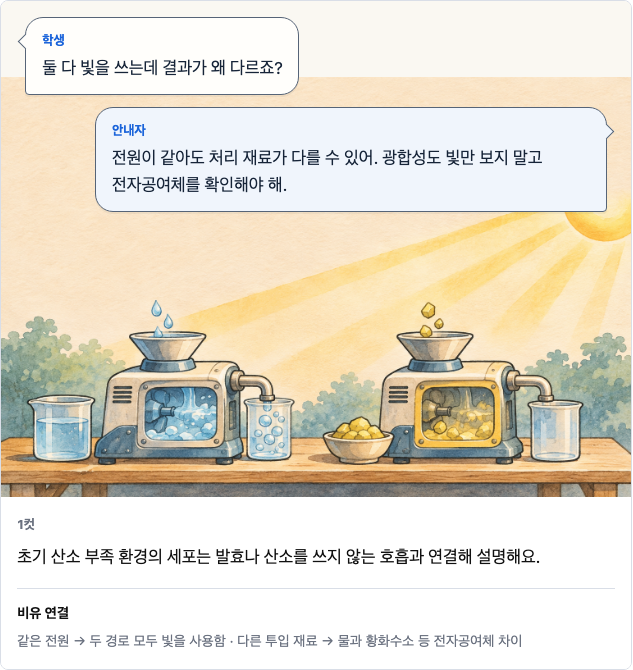 학생
둘 다 빛을 쓰는데 결과가 왜 다르죠?
안내자
전원이 같아도 처리 재료가 다를 수 있어. 광합성도 빛만 보지 말고
전자공여체를 확인해야 해.
1컷
초기 산소 부족 환경의 세포는 발효나 산소를 쓰지 않는 호흡과 연결해 설명해요.
비유 연결
같은 전원 → 두 경로 모두 빛을 사용함 · 다른 투입 재료 → 물과 황화수소 등 전자공여체 차이